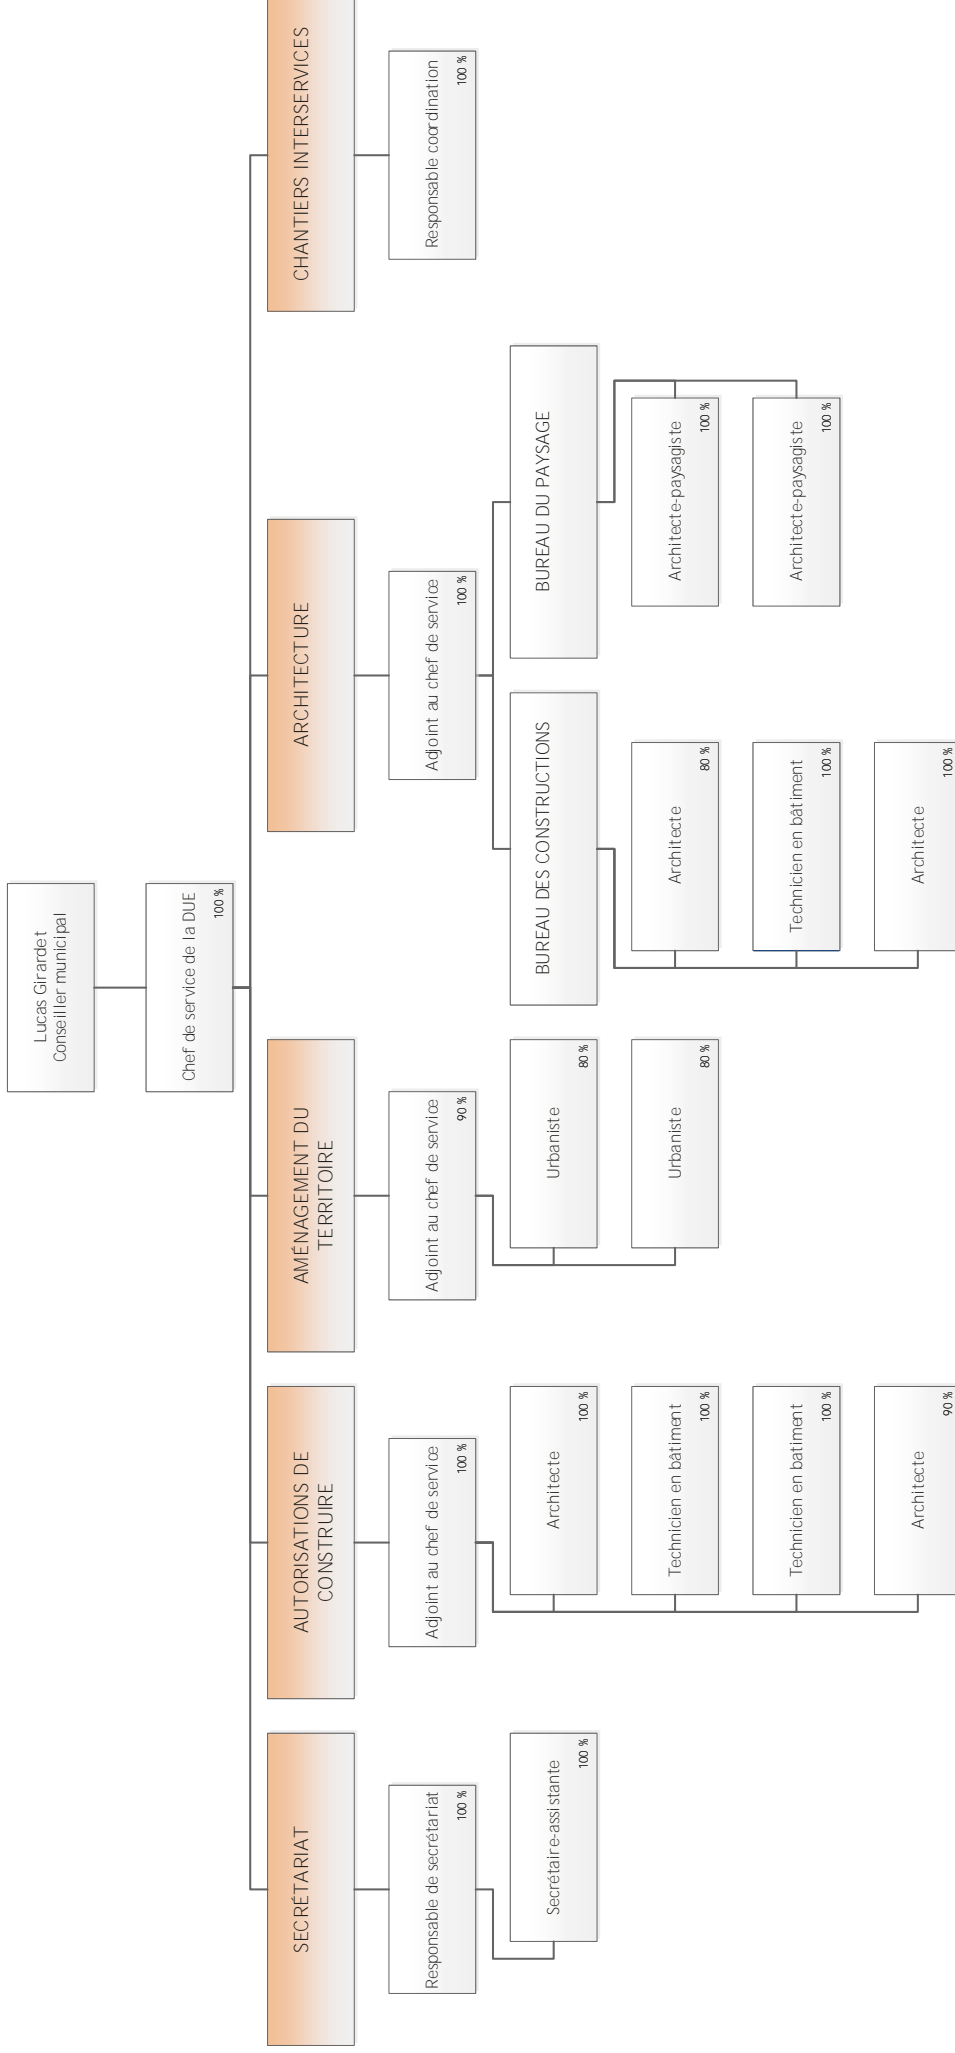 Lucas Girardet
Conseiller municipal
Chef de service de la DUE
100 %
SECRÉTARIAT
Responsable de secrétariat
100 %
Secrétaire-assistante
100 %
AUTORISATIONS DE
CONSTRUIRE
Adjoint au chef de service
100 %
Architecte
100 %
Technicien en bâtiment
100 %
Technicien en batiment
100 %
Architecte
90 %
AMÉNAGEMENT DU
TERRITOIRE
Adjoint au chef de service
90 %
Urbaniste
80 %
Urbaniste
80 %
ARCHITECTURE
Adjoint au chef de service
100 %
BUREAU DES CONSTRUCTIONS
Architecte
80 %
Technicien en bâtiment
100 %
Architecte
100 %
BUREAU DU PAYSAGE
Architecte-paysagiste
100 %
Architecte-paysagiste
100 %
CHANTIERS INTERSERVICES
Responsable coordination
100 %